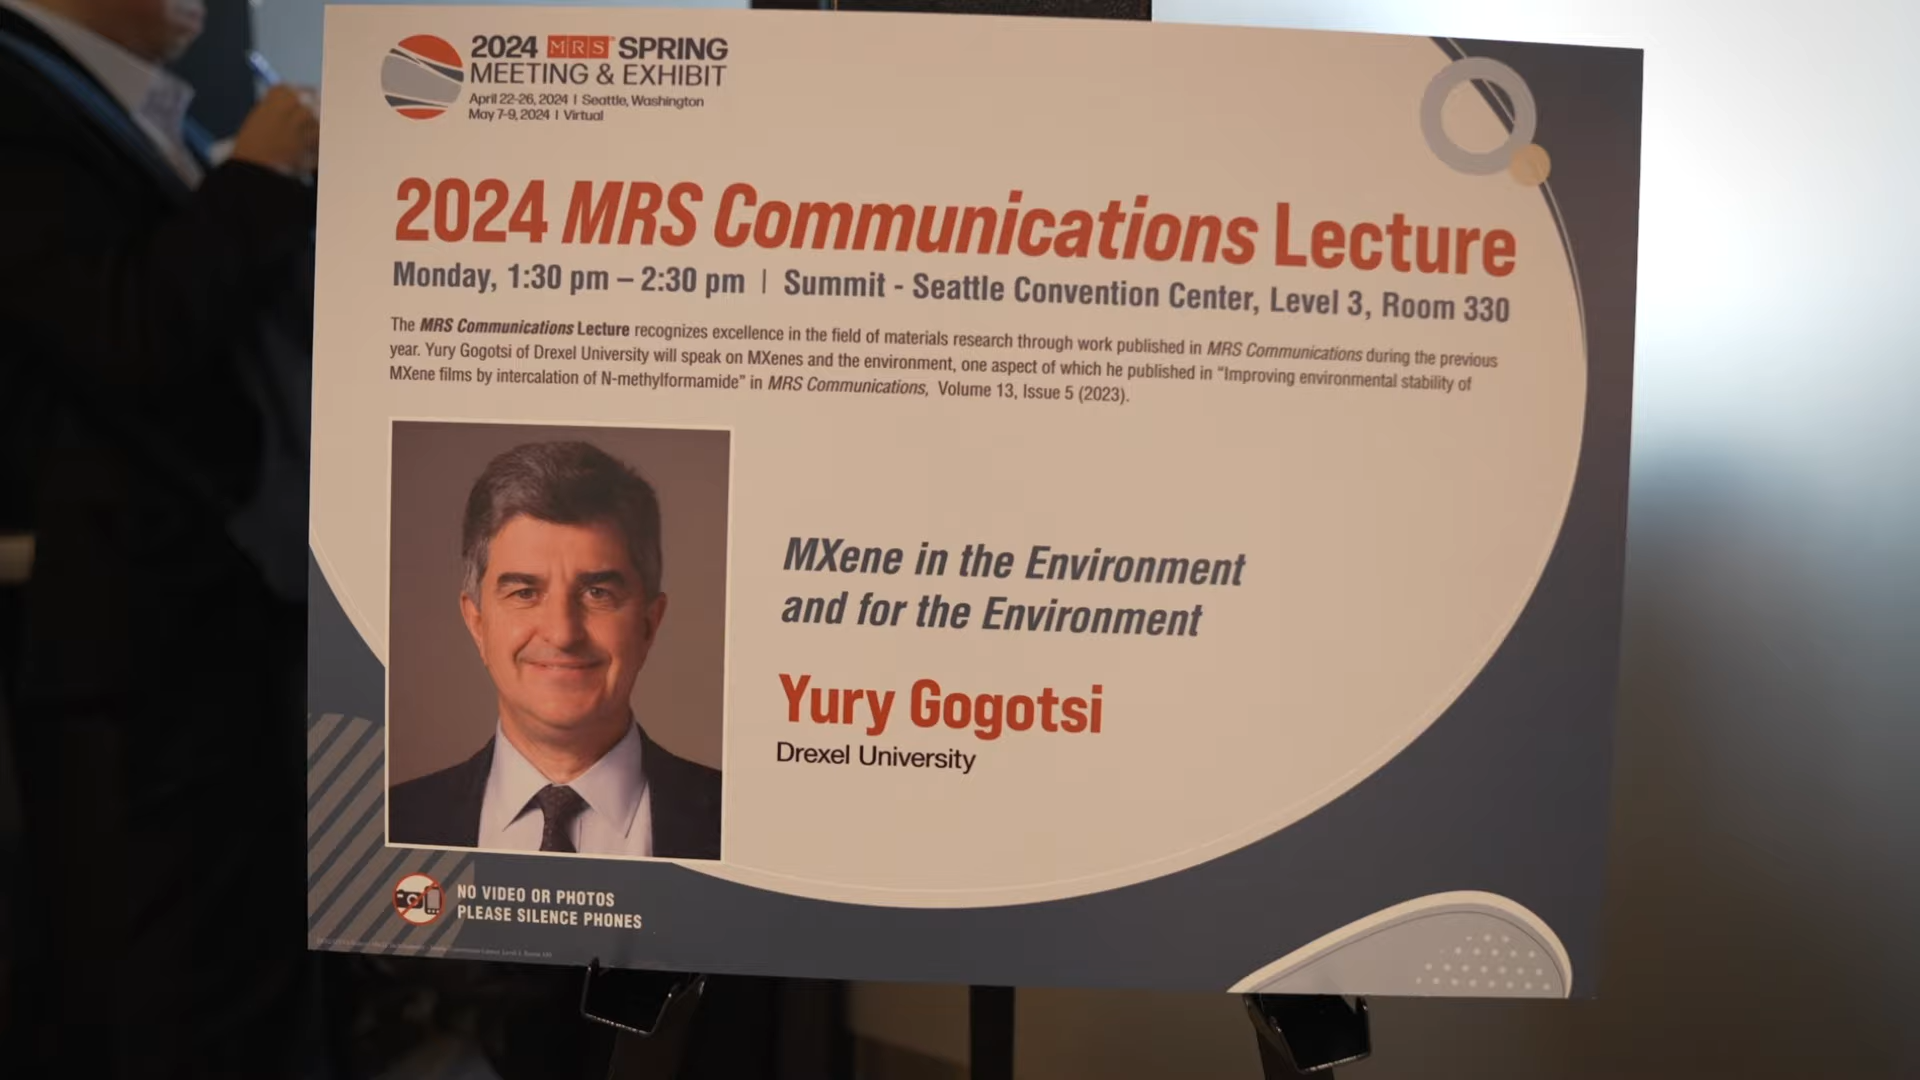 2024 MRS SPRING
MEETING & EXHIBIT
April 22-26, 2024 | Seattle, Washington
May 7-9, 2024 | Virtual
2024 MRS Communications Lecture
Monday, 1:30 pm – 2:30 pm | Summit - Seattle Convention Center, Level 3, Room 330
The MRS Communications Lecture recognizes excellence in the field of materials research through work published in MRS Communications during the previous
year. Yury Gogotsi of Drexel University will speak on MXenes and the environment, one aspect of which he published in “Improving environmental stability of
MXene films by intercalation of N-methylformamide” in MRS Communications, Volume 13, Issue 5 (2023).
MXene in the Environment
and for the Environment
Yury Gogotsi
Drexel University
NO VIDEO OR PHOTOS
PLEASE SILENCE PHONES